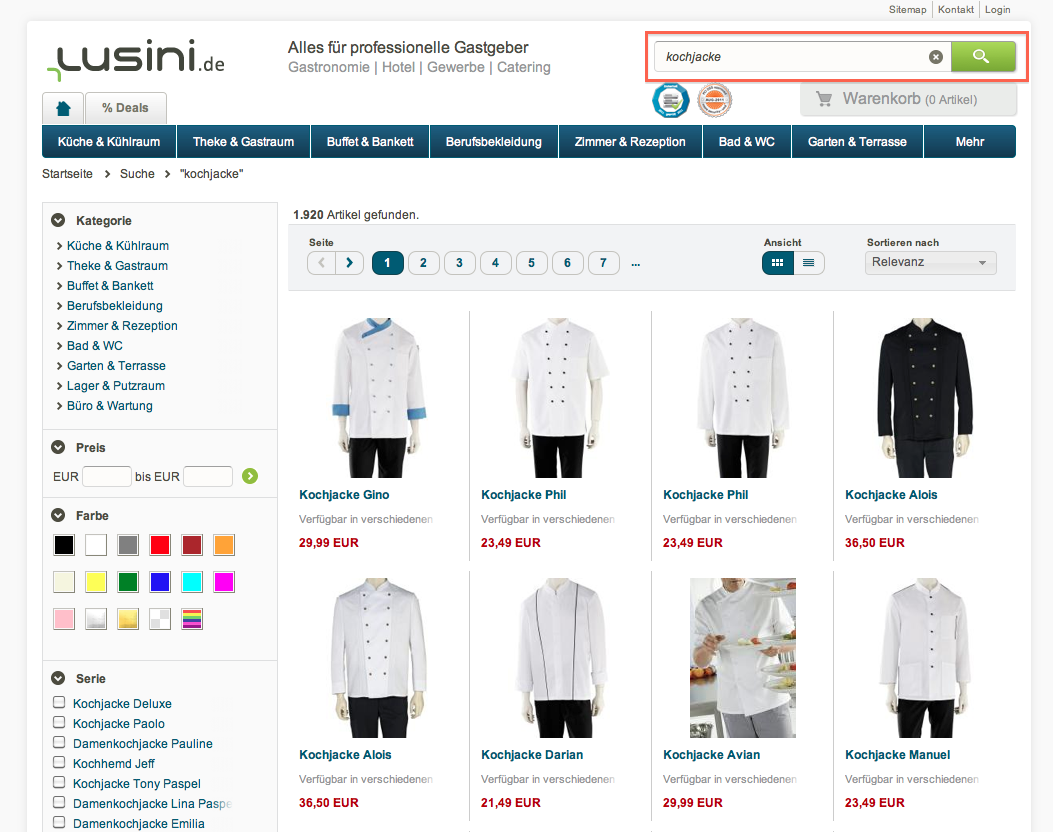 Sitemap Kontakt Login
Lusini.de
Alles für professionelle Gastgeber
Gastronomie | Hotel | Gewerbe | Catering
kochjacke
% Deals
Warenkorb (0 Artikel)
Küche & Kühlraum Theke & Gastraum Buffet & Bankett Berufsbekleidung Zimmer & Rezeption Bad & WC Garten & Terrasse Mehr
Startseite Suche "kochjacke"
Kategorie
Küche & Kühlraum
Theke & Gastraum
Buffet & Bankett
Berufsbekleidung
Zimmer & Rezeption
Bad & WC
Garten & Terrasse
Lager & Putzraum
Büro & Wartung
Preis
EUR bis EUR
Farbe
Serie
Kochjacke Deluxe
Kochjacke Paolo
Damenkochjacke Pauline
Kochhemd Jeff
Kochjacke Tony Paspel
Damenkochjacke Lina Paspe
Damenkochjacke Emilia
1.920 Artikel gefunden.
Seite Ansicht Sortieren nach
1 2 3 4 5 6 7 ... Relevanz
Kochjacke Gino Kochjacke Phil Kochjacke Phil Kochjacke Alois
Verfügbar in verschiedenen Verfügbar in verschiedenen Verfügbar in verschiedenen Verfügbar in verschiedenen
29,99 EUR 23,49 EUR 23,49 EUR 36,50 EUR
Kochjacke Alois Kochjacke Darian Kochjacke Avian Kochjacke Manuel
Verfügbar in verschiedenen Verfügbar in verschiedenen Verfügbar in verschiedenen Verfügbar in verschiedenen
36,50 EUR 21,49 EUR 29,99 EUR 23,49 EUR